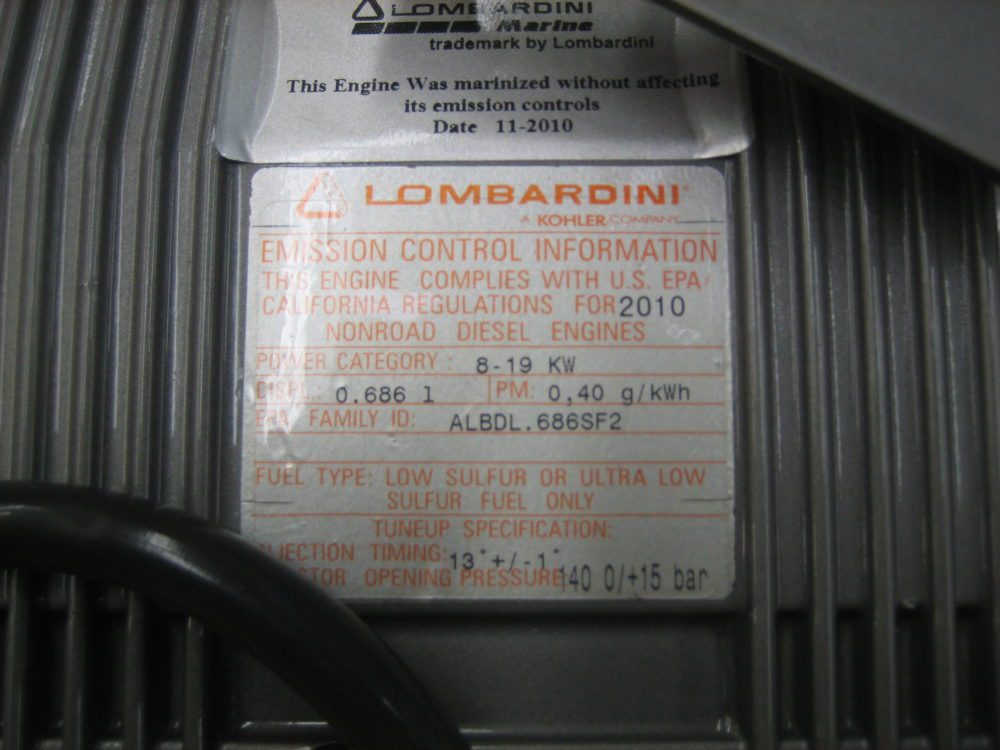 LOMBARDINI
Marine
trademark by Lombardini
This Engine Was marinized without affecting
its emission controls
Date 11-2010
LOMBARDINI
A KOHLER COMPANY
EMISSION CONTROL INFORMATION
THIS ENGINE COMPLIES WITH U.S. EPA/
CALIFORNIA REGULATIONS FOR 2010
NONROAD DIESEL ENGINES
POWER CATEGORY: 8-19 KW
DISPL.: 0.686 l PM: 0,40 g/kWh
EPA FAMILY ID: ALBDL.686SF2
FUEL TYPE: LOW SULFUR OR ULTRA LOW
SULFUR FUEL ONLY
TUNEUP SPECIFICATION:
INJECTION TIMING: 13°+/-1°
OPENING PRESSURE 140 0/+15 bar